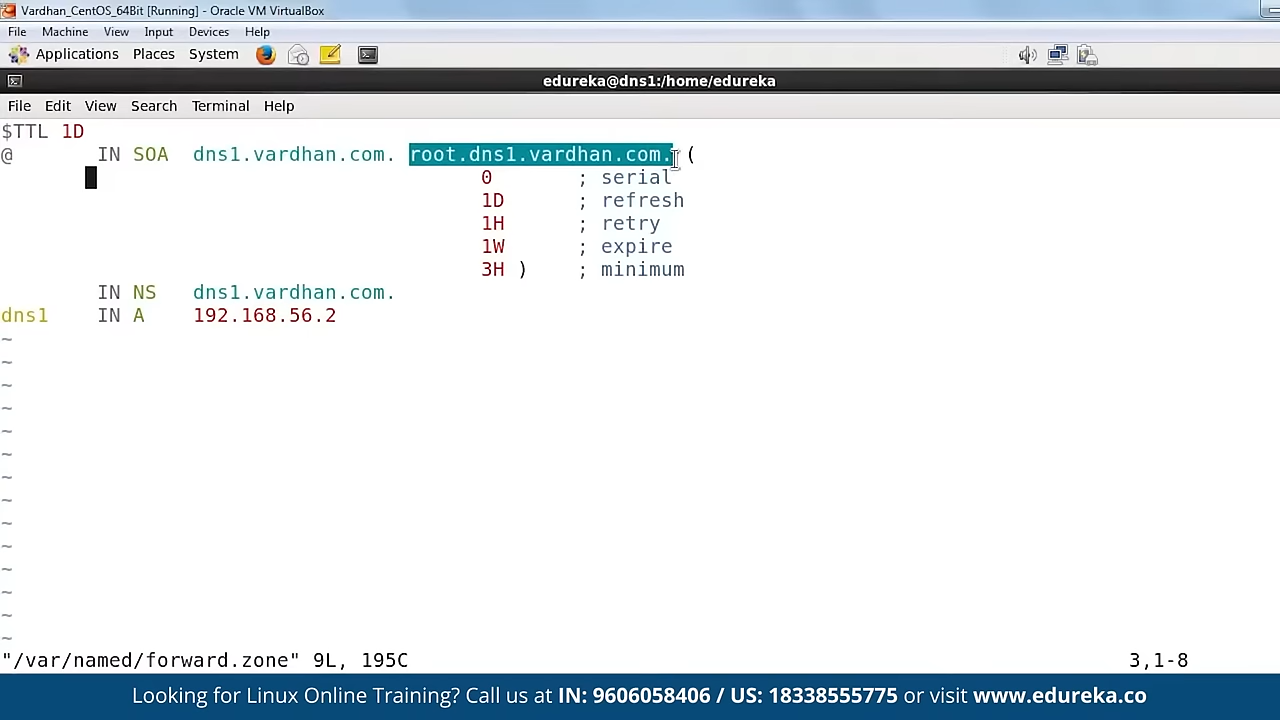 Vardhan_CentOS_64Bit [Running] - Oracle VM VirtualBox
File Machine View Input Devices Help
Applications Places System
edureka@dns1:/home/edureka
File Edit View Search Terminal Help
$TTL 1D
@ IN SOA dns1.vardhan.com. root.dns1.vardhan.com. (
0 ; serial
1D ; refresh
1H ; retry
1W ; expire
3H ) ; minimum
IN NS dns1.vardhan.com.
dns1 IN A 192.168.56.2
~
~
~
~
~
~
~
~
~
~
~
~
~
~
"/var/named/forward.zone" 9L, 195C 3,1-8
Looking for Linux Online Training? Call us at IN: 9606058406 / US: 18338555775 or visit www.edureka.co